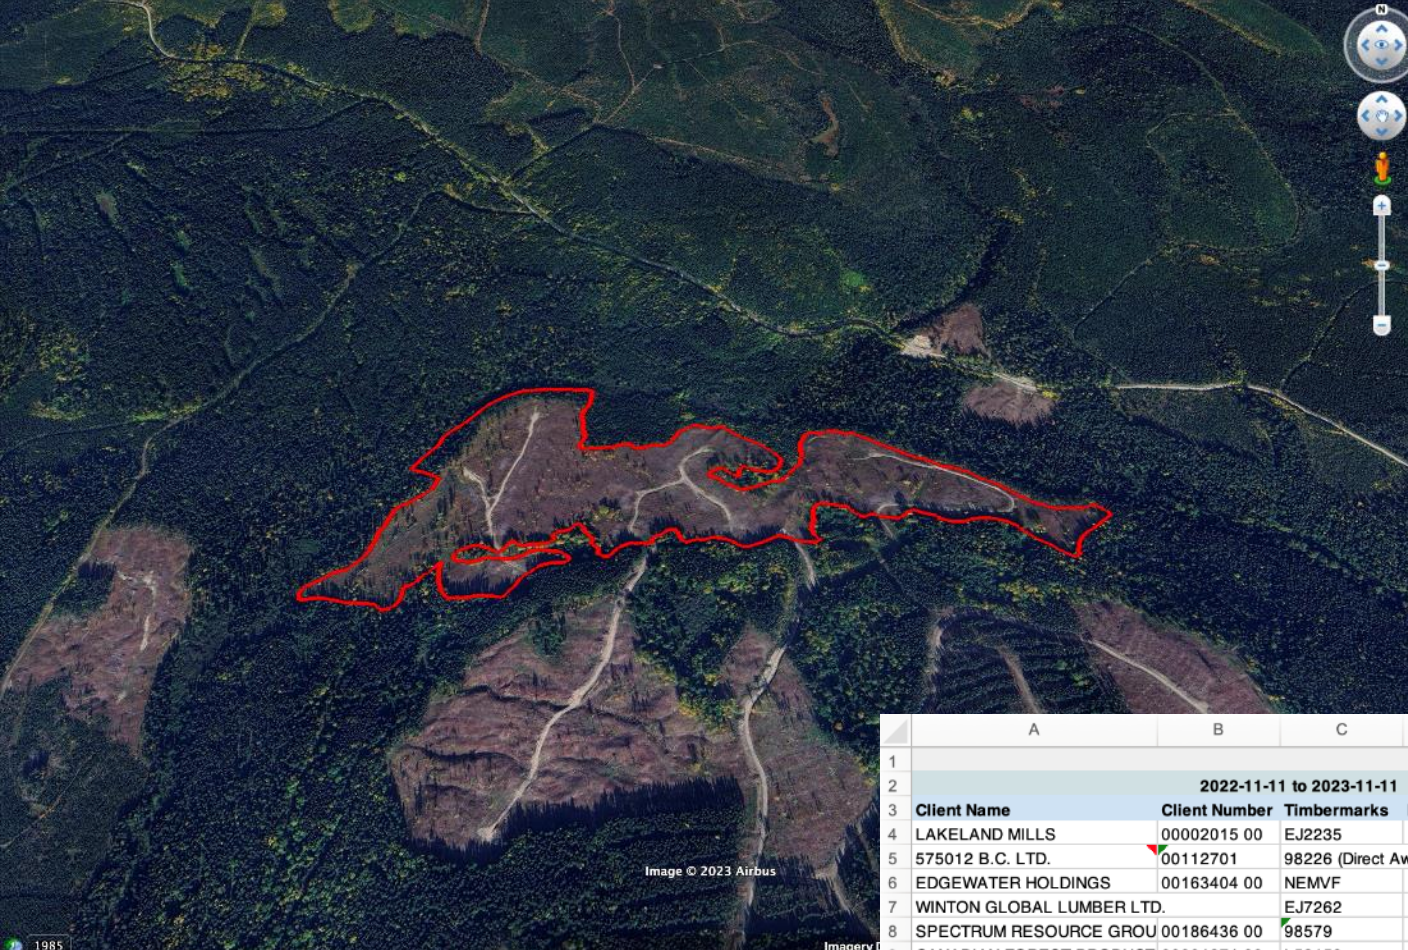 N
Image © 2023 Airbus
1985
Imagery D
A B C
1
2 2022-11-11 to 2023-11-11
3 Client Name Client Number Timbermarks
4 LAKELAND MILLS 00002015 00 EJ2235
5 575012 B.C. LTD. 00112701 98226 (Direct Aw
6 EDGEWATER HOLDINGS 00163404 00 NEMVF
7 WINTON GLOBAL LUMBER LTD. EJ7262
8 SPECTRUM RESOURCE GROU 00186436 00 98579